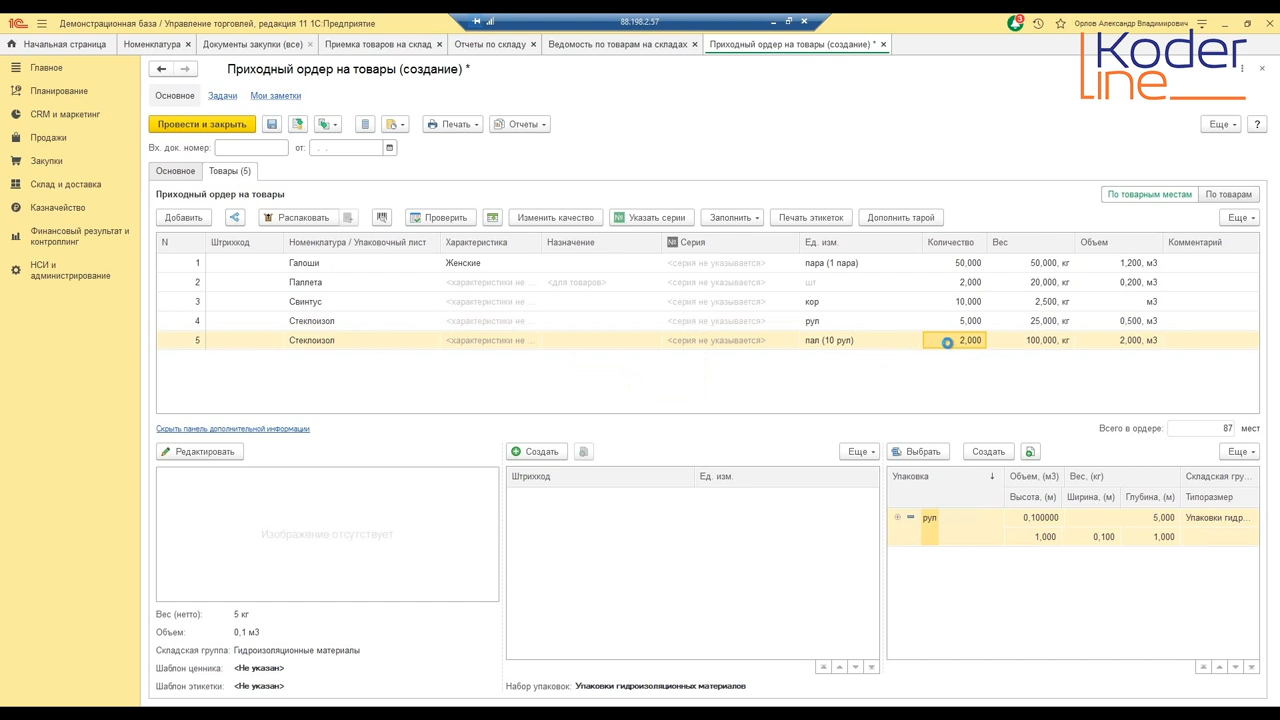 Демонстрационная база / Управление торговлей, редакция 11 1С:Предприятие
88.198.2.57
3
Орлов Александр Владимирович
Начальная страница
Номенклатура ×
Документы закупки (все) ×
Приемка товаров на склад ×
Отчеты по складу ×
Ведомость по товарам на складах ×
Приходный ордер на товары (создание) * ×
Koder
line
Главное
Планирование
CRM и маркетинг
Продажи
Закупки
Склад и доставка
Казначейство
Финансовый результат и
контроллинг
НСИ и
администрирование
Приходный ордер на товары (создание) *
Основное Задачи Мои заметки
Провести и закрыть Печать Отчеты Еще ?
Вх. док. номер: от: . .
Основное Товары (5)
Приходный ордер на товары По товарным местам По товарам
Добавить Распаковать Проверить Изменить качество Указать серии Заполнить Печать этикеток Дополнить тарой Еще
N Штрихкод Номенклатура / Упаковочный лист Характеристика Назначение № Серия Ед. изм. Количество Вес Объем Комментарий
1 Галоши Женские <серия не указывается> пара (1 пара) 50,000 50,000, кг 1,200, м3
2 Паллета <характеристики не ... <для товаров> <серия не указывается> шт 2,000 20,000, кг 0,200, м3
3 Свинтус <характеристики не ... <серия не указывается> кор 10,000 2,500, кг м3
4 Стеклоизол <характеристики не ... <серия не указывается> рул 5,000 25,000, кг 0,500, м3
5 Стеклоизол <характеристики не ... <серия не указывается> пал (10 рул) 2,000 100,000, кг 2,000, м3
Скрыть панель дополнительной информации Всего в ордере: 87 мест
Редактировать Создать Еще Выбрать Создать Еще
Штрихкод Ед. изм. Упаковка ↓ Объем, (м3) Вес, (кг) Складская гру...
Высота, (м) Ширина, (м) Глубина, (м) Типоразмер
рул 0,100000 5,000 Упаковки гидр...
1,000 0,100 1,000
Изображение отсутствует
Вес (нетто): 5 кг
Объем: 0,1 м3
Складская группа: Гидроизоляционные материалы
Шаблон ценника: <Не указан>
Шаблон этикетки: <Не указан>
Набор упаковок: Упаковки гидроизоляционных материалов